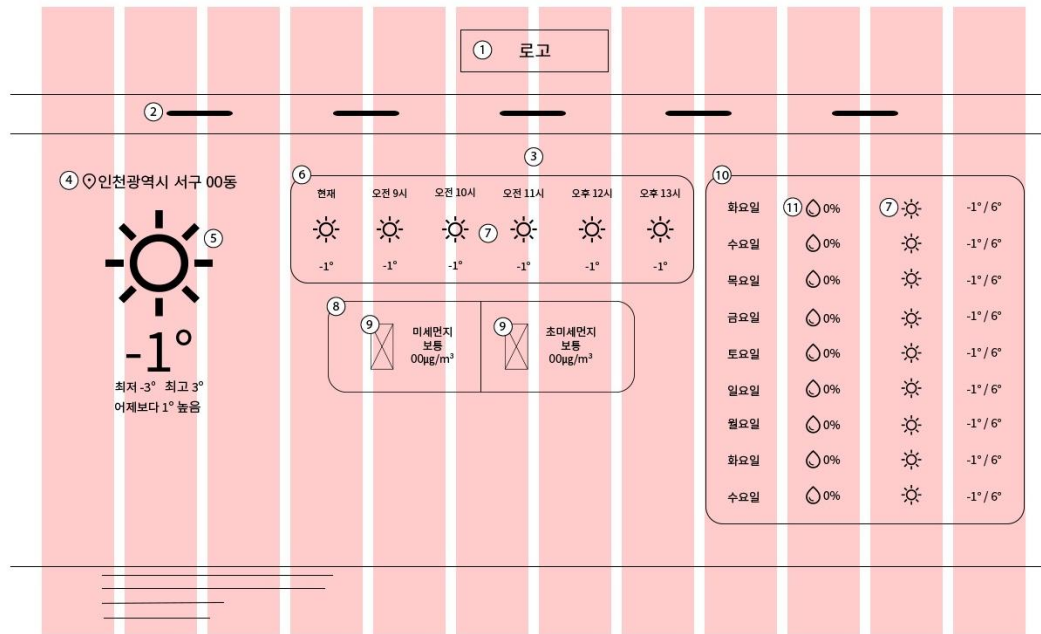 ① 로고
②
③
④ 인천광역시 서구 00동
⑤
-1°
최저 -3° 최고 3°
어제보다 1° 높음
⑥
현재 오전 9시 오전 10시 오전 11시 오후 12시 오후 13시
⑦
-1° -1° -1° -1° -1° -1°
⑧
⑨ 미세먼지
보통
00µg/m³
⑨ 초미세먼지
보통
00µg/m³
⑩
화요일 ⑪ 0% ⑦ -1° / 6°
수요일 0% -1° / 6°
목요일 0% -1° / 6°
금요일 0% -1° / 6°
토요일 0% -1° / 6°
일요일 0% -1° / 6°
월요일 0% -1° / 6°
화요일 0% -1° / 6°
수요일 0% -1° / 6°